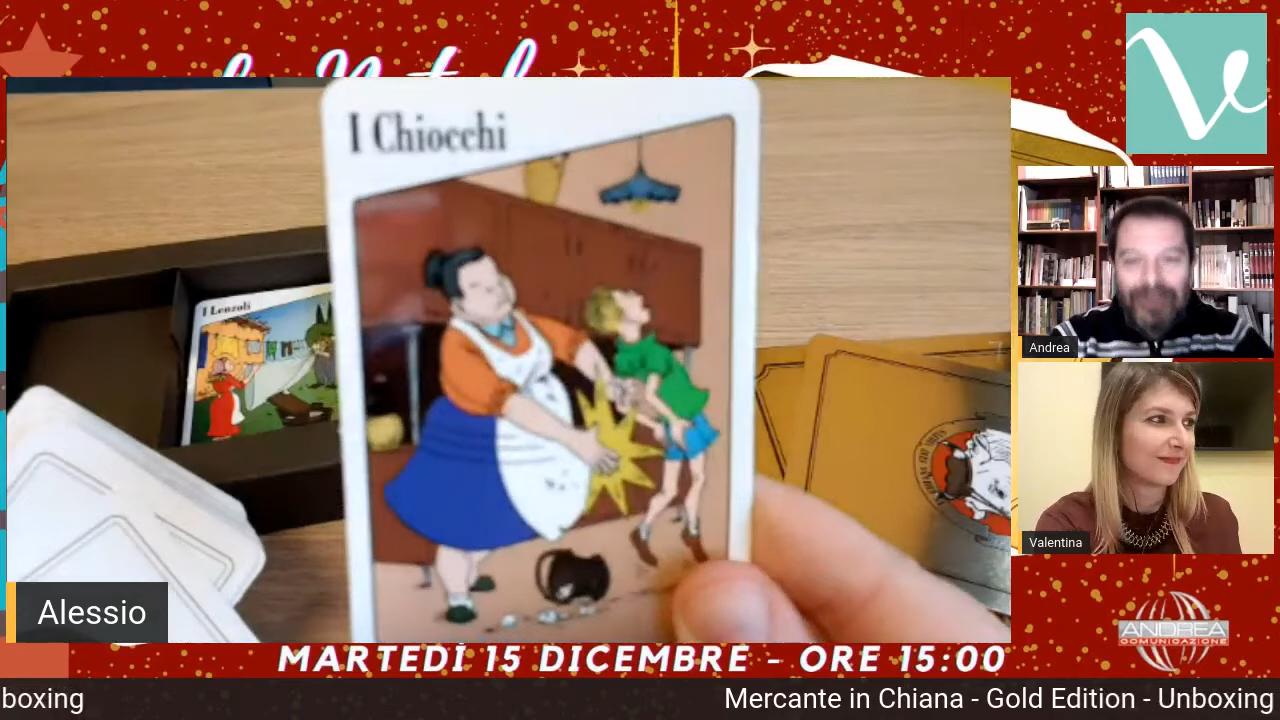 LA V
I Chiocchi
I Lenzoli
Andrea
Valentina
Alessio
ANDREA
COMUNICAZIONE
MARTEDÌ 15 DICEMBRE - ORE 15:00
boxing
Mercante in Chiana - Gold Edition - Unboxing